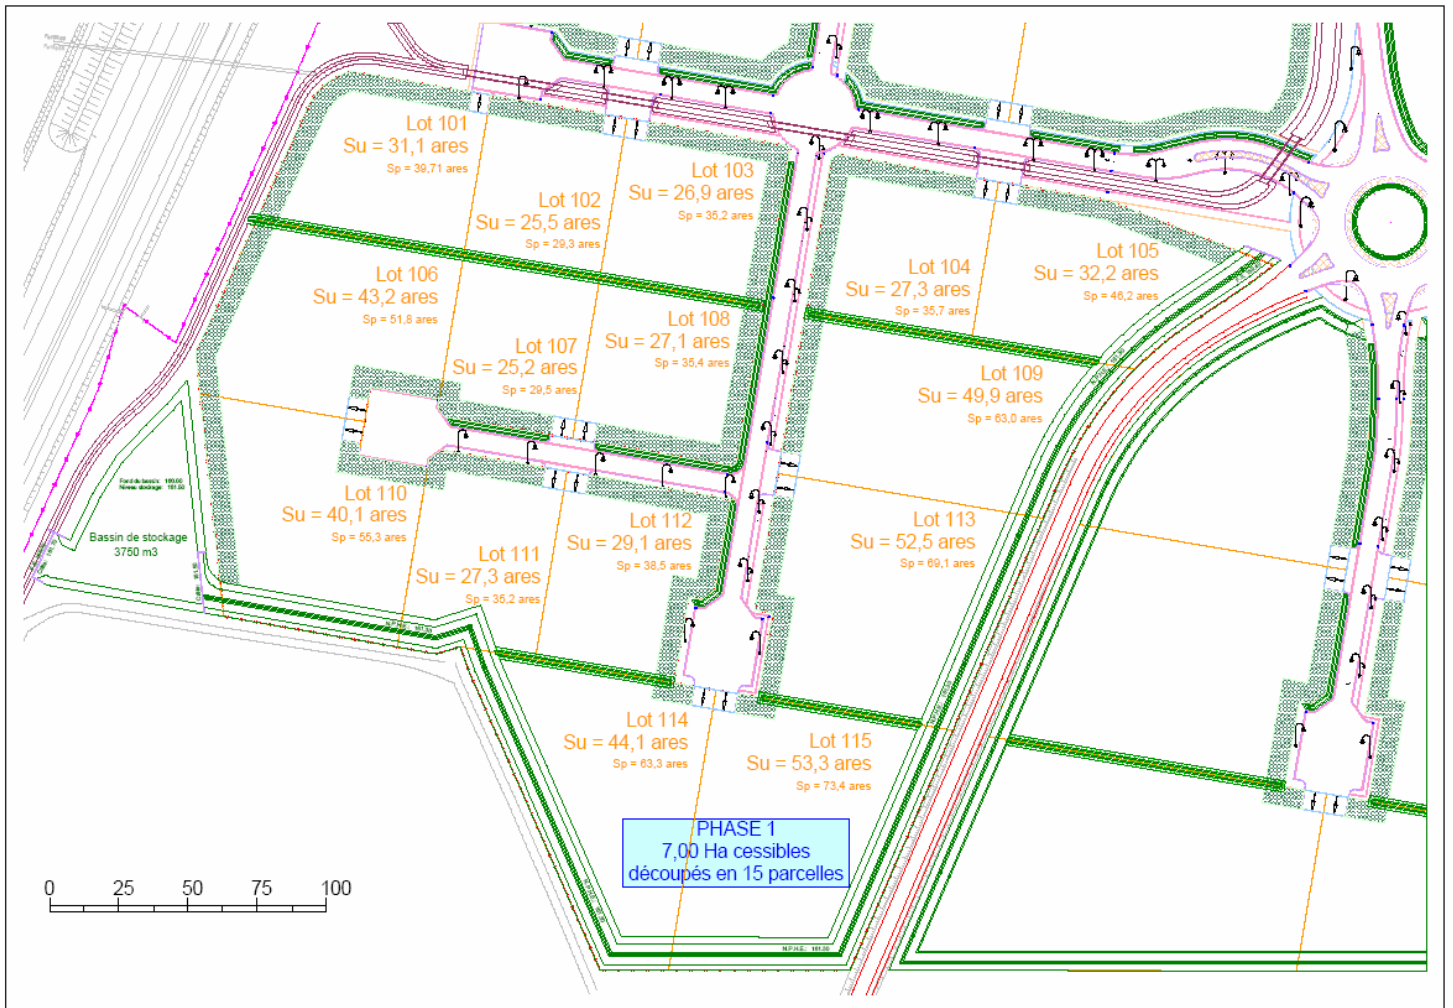 Lot 101
Su = 31,1 ares
Sp = 39,71 ares
Lot 102
Su = 25,5 ares
Sp = 29,3 ares
Lot 103
Su = 26,9 ares
Sp = 35,2 ares
Lot 104
Su = 27,3 ares
Sp = 35,7 ares
Lot 105
Su = 32,2 ares
Sp = 46,2 ares
Lot 106
Su = 43,2 ares
Sp = 51,8 ares
Lot 107
Su = 25,2 ares
Sp = 29,5 ares
Lot 108
Su = 27,1 ares
Sp = 35,4 ares
Lot 109
Su = 49,9 ares
Sp = 63,0 ares
Lot 110
Su = 40,1 ares
Sp = 55,3 ares
Lot 111
Su = 27,3 ares
Sp = 35,2 ares
Lot 112
Su = 29,1 ares
Sp = 38,5 ares
Lot 113
Su = 52,5 ares
Sp = 69,1 ares
Bassin de stockage
3750 m3
Lot 114
Su = 44,1 ares
Sp = 63,3 ares
Lot 115
Su = 53,3 ares
Sp = 73,4 ares
PHASE 1
7,00 Ha cessibles
découpés en 15 parcelles
0 25 50 75 100